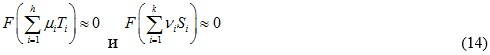 F(∑_{i=1}^{h} μ_i T_i) ≈ 0 и F(∑_{i=1}^{k} ν_i S_i) ≈ 0 (14)